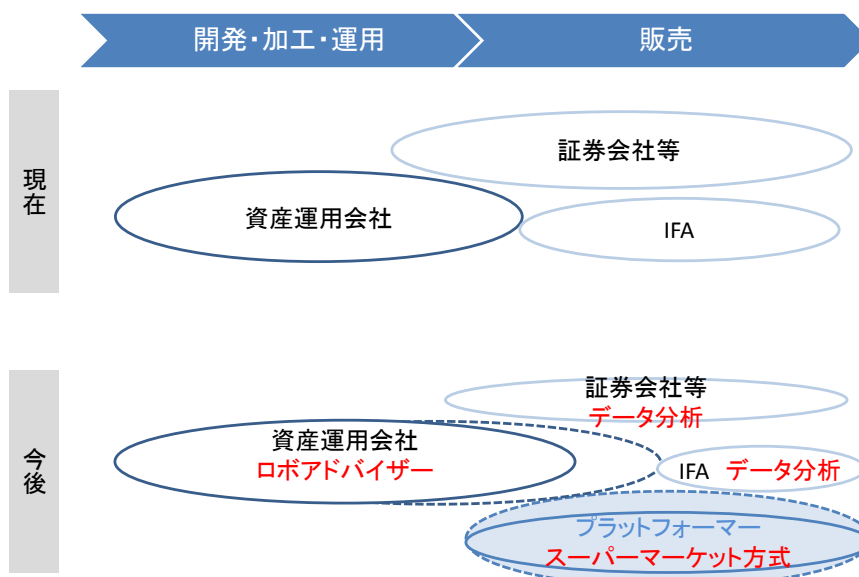 開発・加工・運用
販売
現在
証券会社等
資産運用会社
IFA
今後
証券会社等
データ分析
資産運用会社
ロボアドバイザー
IFA データ分析
プラットフォーマー
スーパーマーケット方式